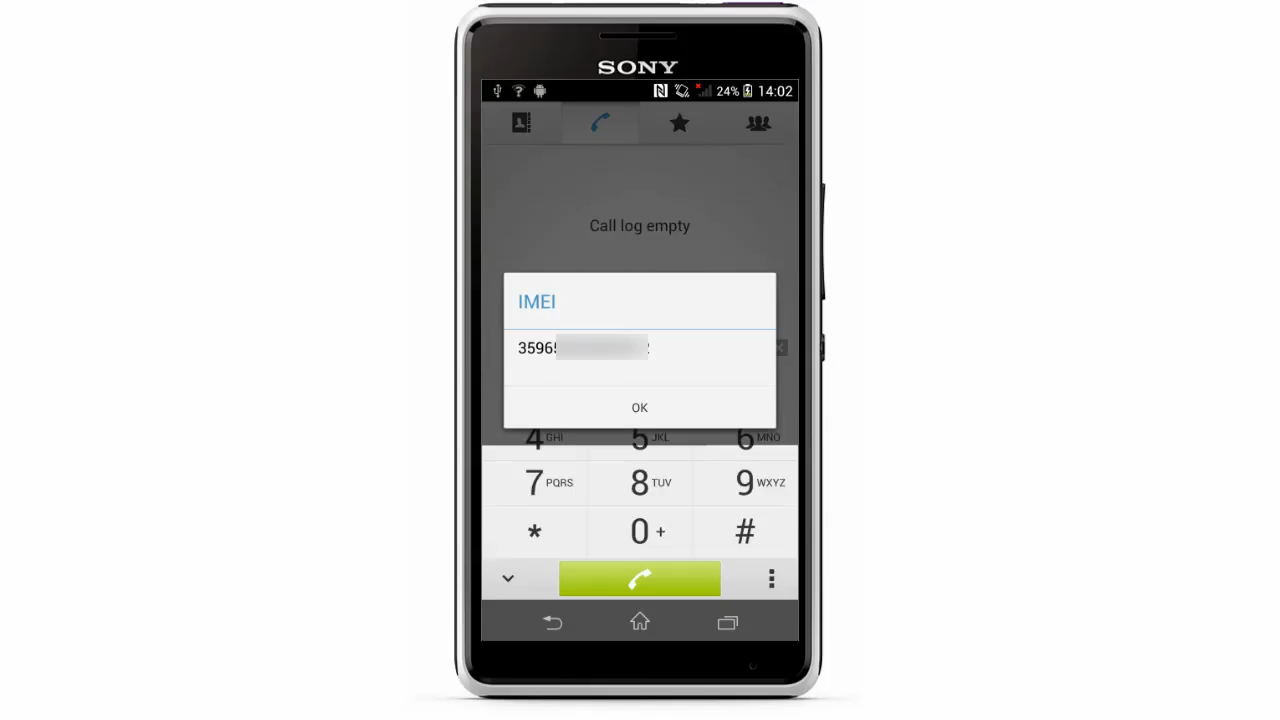 SONY
24% 14:02
Call log empty
IMEI
3596
OK
4 GHI 5 JKL 6 MNO
7 PQRS 8 TUV 9 WXYZ
* 0 + #